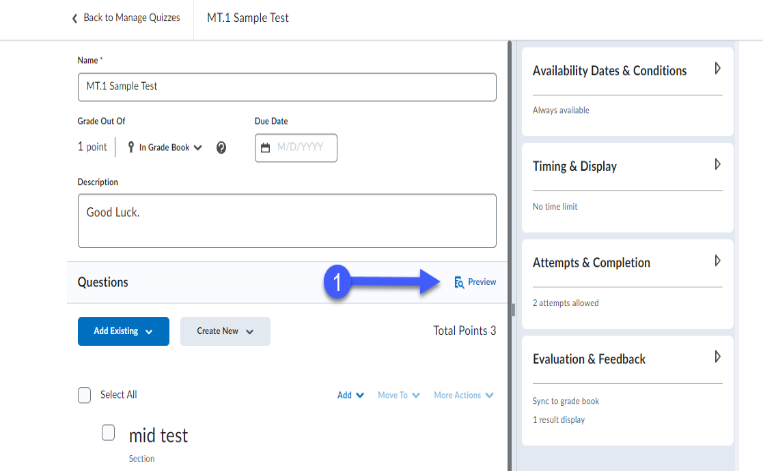 Back to Manage Quizzes
MT.1 Sample Test
Name *
MT.1 Sample Test
Grade Out Of
Due Date
1 point
In Grade Book
M/D/YYYY
Description
Good Luck.
Questions
1
Preview
Add Existing
Create New
Total Points 3
Select All
Add
Move To
More Actions
mid test
Section
Availability Dates & Conditions
Always available
Timing & Display
No time limit
Attempts & Completion
2 attempts allowed
Evaluation & Feedback
Sync to grade book
1 result display